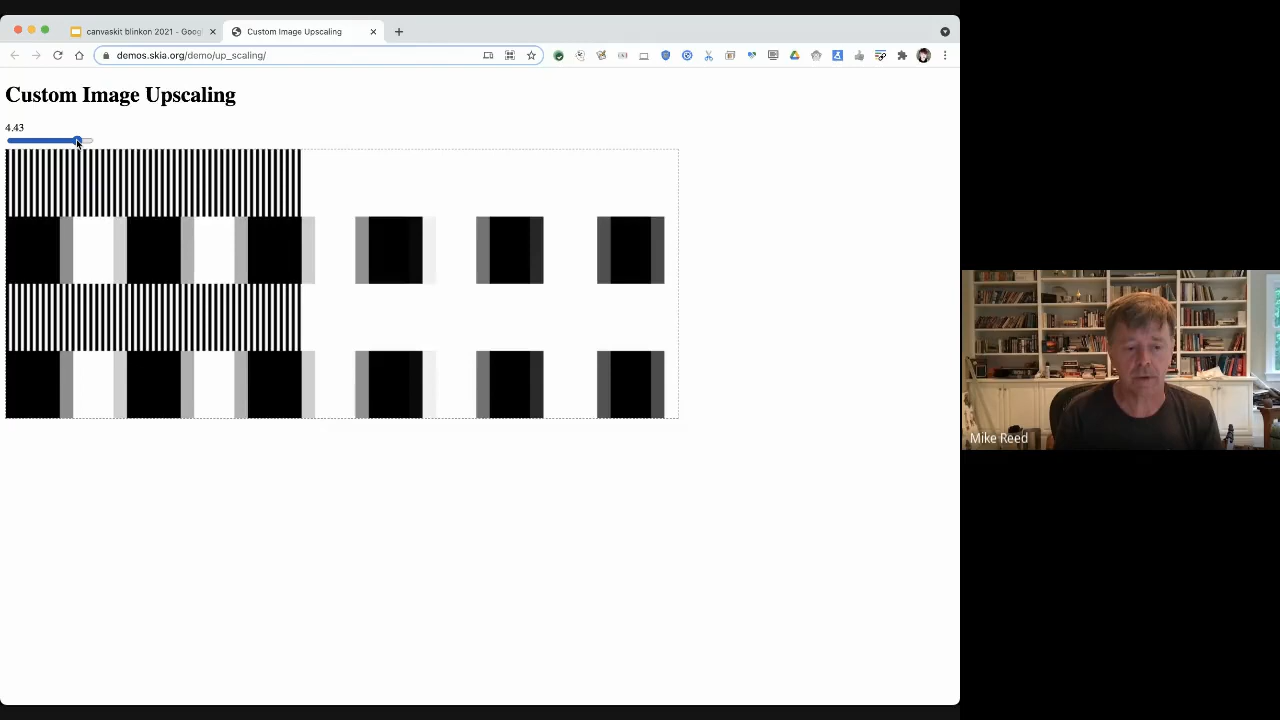 canvaskit blinkon 2021 - Goog
Custom Image Upscaling
demos.skia.org/demo/up_scaling/
Custom Image Upscaling
4.43
Mike Reed